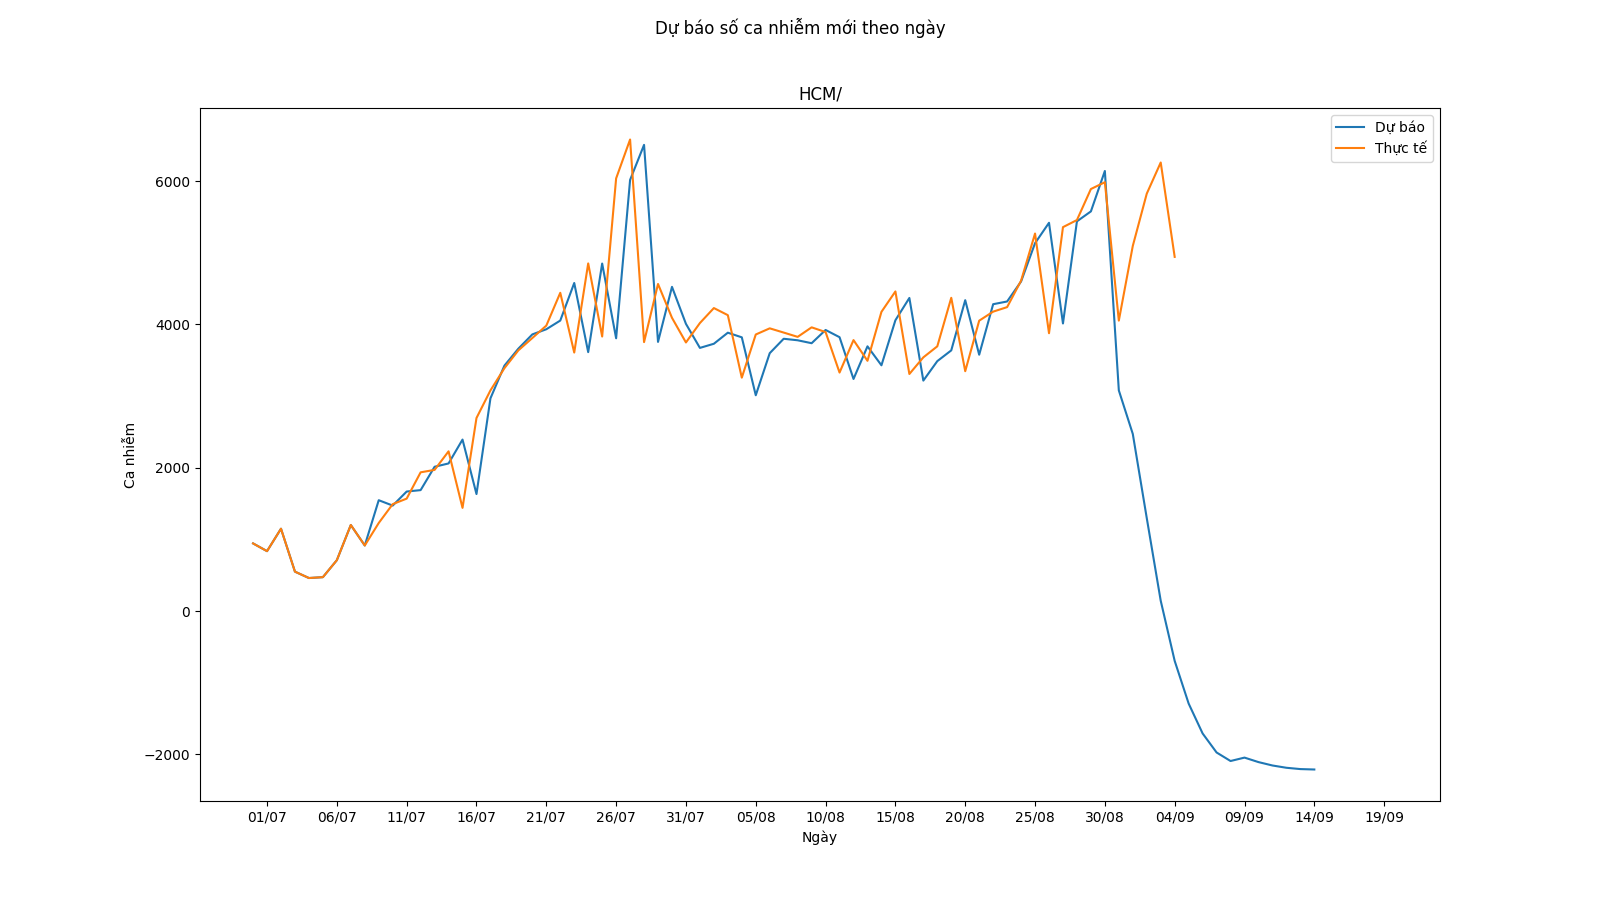 Dự báo số ca nhiễm mới theo ngày
HCM/
Dự báo
Thực tế
6000
4000
2000
0
−2000
Ca nhiễm
01/07 06/07 11/07 16/07 21/07 26/07 31/07 05/08 10/08 15/08 20/08 25/08 30/08 04/09 09/09 14/09 19/09
Ngày